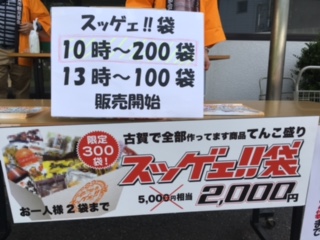 スッゲェ!!袋
10時～200袋
13時～100袋
販売開始
限定
300
袋!
古賀で全部作ってます商品てんこ盛り
スッゲェ!!袋
5,000円相当
2,000円
お一人様2袋まで